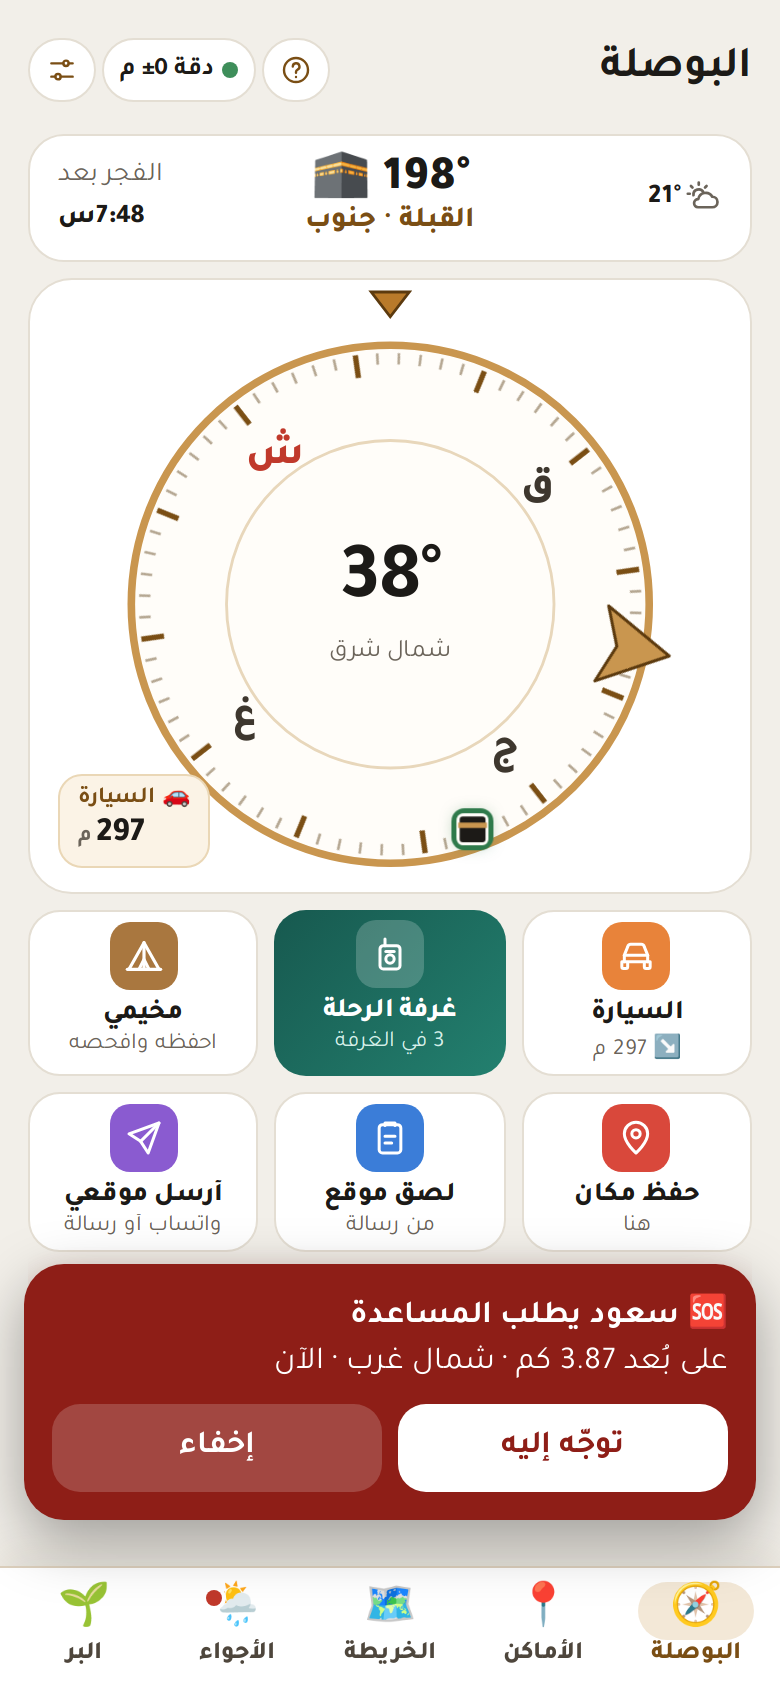 البوصلة
دقة ±0 م
21°
198°
القبلة · جنوب
الفجر بعد
7:48س
ش
ق
38°
شمال شرق
غ
ج
السيارة
297 م
السيارة
297 م
غرفة الرحلة
3 في الغرفة
مخيمي
احفظه وافحصه
حفظ مكان
هنا
لصق موقع
من رسالة
أرسل موقعي
واتساب أو رسالة
SOS سعود يطلب المساعدة
على بُعد 3.87 كم · شمال غرب · الآن
توجّه إليه
إخفاء
البوصلة
الأماكن
الخريطة
الأجواء
البر